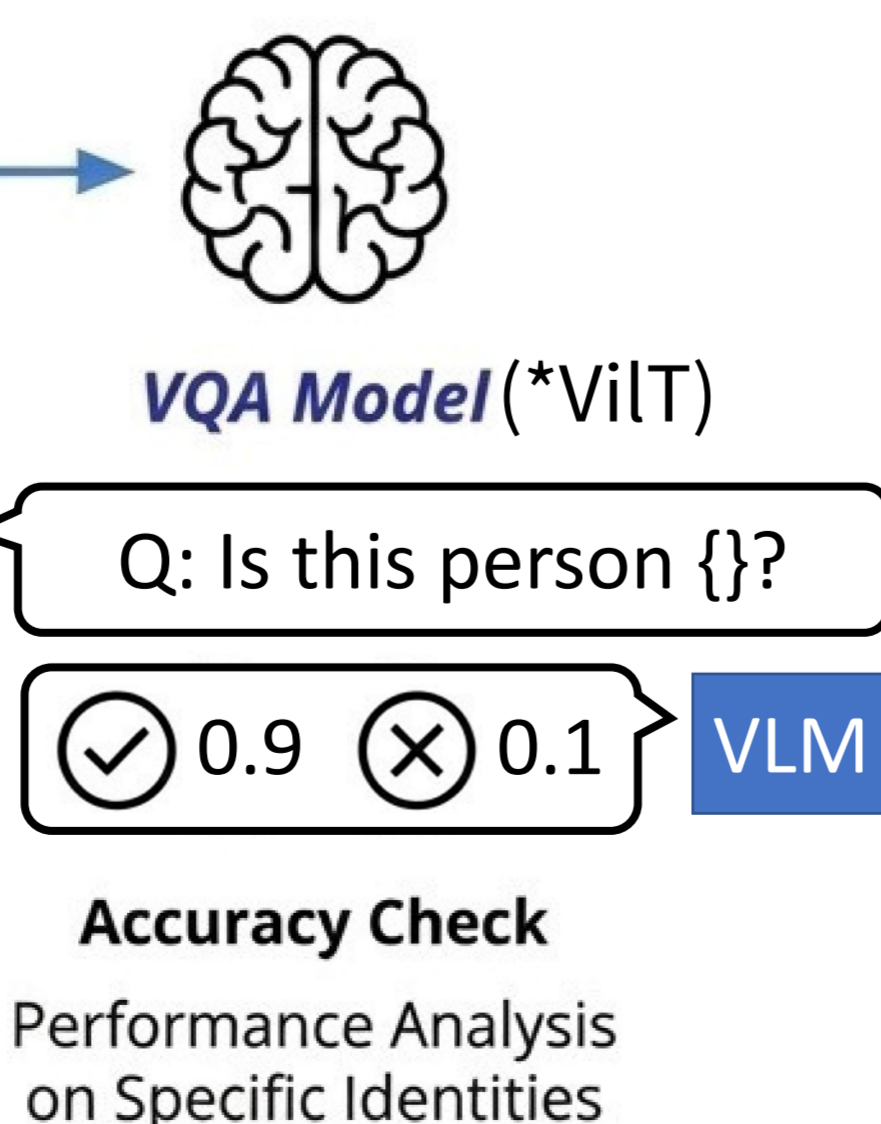 VQA Model (*VilT)
Q: Is this person {}?
0.9 0.1
VLM
Accuracy Check
Performance Analysis
on Specific Identities